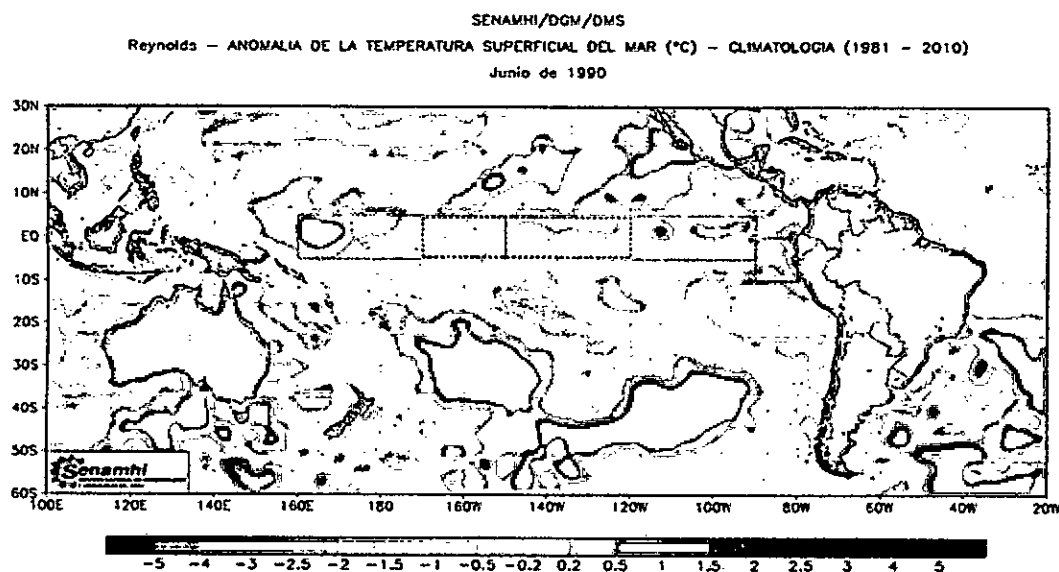 SENAMHI/DGM/DMS
Reynolds - ANOMALIA DE LA TEMPERATURA SUPERFICIAL DEL MAR (°C) - CLIMATOLOGIA (1981 - 2010)
Junio de 1990
30N
20N
10N
EQ
10S
20S
30S
40S
50S
60S
Senamhi
100E 120E 140E 160E 180 160W 140W 120W 100W 80W 60W 40W 20W
-5 -4 -3 -2.5 -2 -1.5 -1 -0.5 -0.2 0.2 0.5 1 1.5 2 2.5 3 4 5